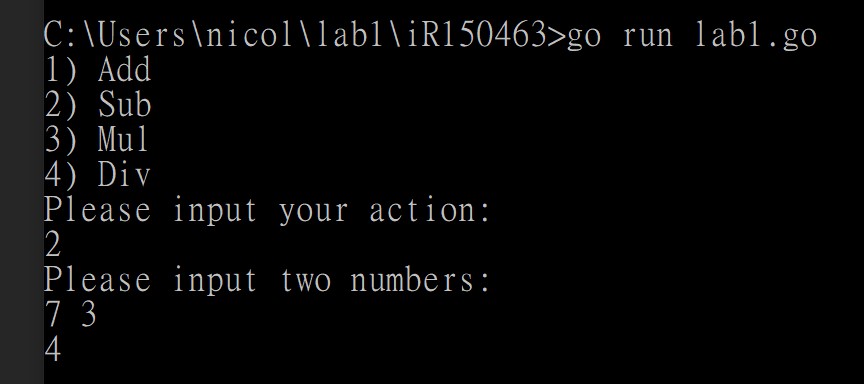 C:\Users\nicol\lab1\iR150463>go run lab1.go
1) Add
2) Sub
3) Mul
4) Div
Please input your action:
2
Please input two numbers:
7 3
4